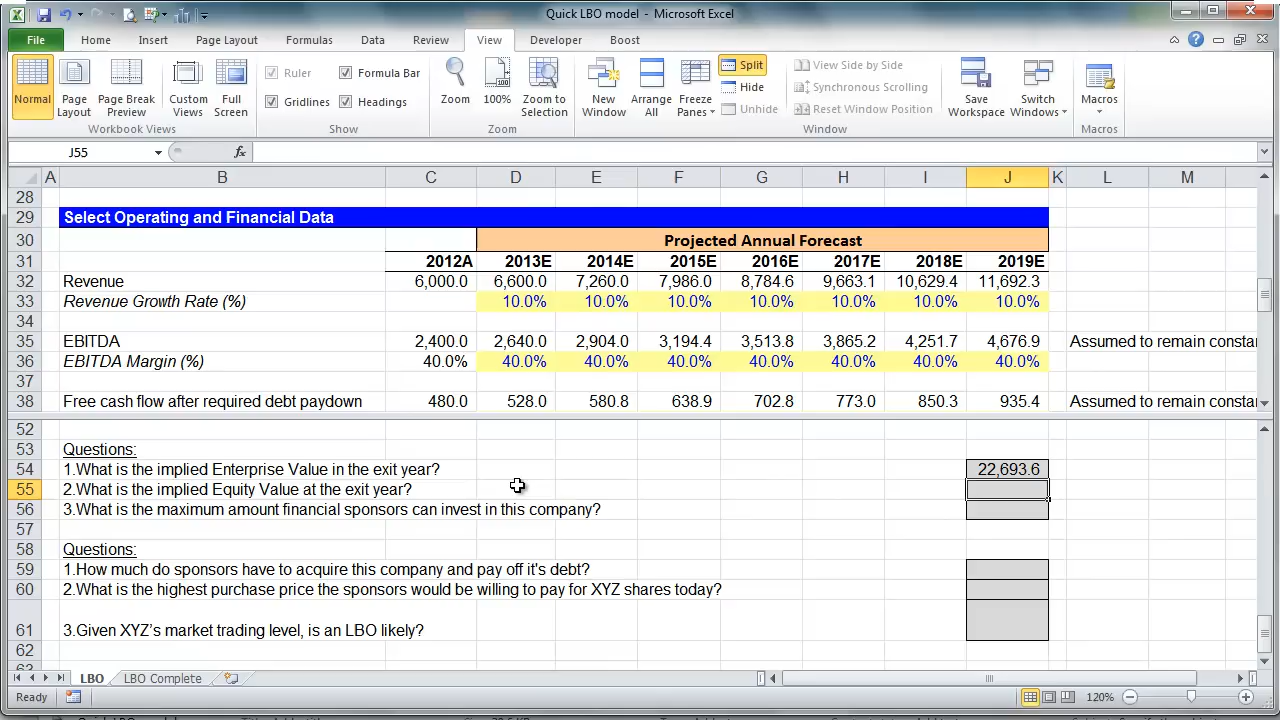 Quick LBO model - Microsoft Excel
File Home Insert Page Layout Formulas Data Review View Developer Boost
Ruler Formula Bar
Gridlines Headings
Normal Page Layout Page Break Preview Custom Views Full Screen
Zoom 100% Zoom to Selection
New Window Arrange All Freeze Panes
Split
Hide
Unhide
View Side by Side
Synchronous Scrolling
Reset Window Position
Save Workspace Switch Windows Macros
Workbook Views Show Zoom Window Macros
J55 fx
A B C D E F G H I J K L M
28
29 Select Operating and Financial Data
30 Projected Annual Forecast
31 2012A 2013E 2014E 2015E 2016E 2017E 2018E 2019E
32 Revenue 6,000.0 6,600.0 7,260.0 7,986.0 8,784.6 9,663.1 10,629.4 11,692.3
33 Revenue Growth Rate (%) 10.0% 10.0% 10.0% 10.0% 10.0% 10.0% 10.0%
34
35 EBITDA 2,400.0 2,640.0 2,904.0 3,194.4 3,513.8 3,865.2 4,251.7 4,676.9 Assumed to remain constar
36 EBITDA Margin (%) 40.0% 40.0% 40.0% 40.0% 40.0% 40.0% 40.0% 40.0%
37
38 Free cash flow after required debt paydown 480.0 528.0 580.8 638.9 702.8 773.0 850.3 935.4 Assumed to remain constar
52
53 Questions:
54 1.What is the implied Enterprise Value in the exit year? 22,693.6
55 2.What is the implied Equity Value at the exit year?
56 3.What is the maximum amount financial sponsors can invest in this company?
57
58 Questions:
59 1.How much do sponsors have to acquire this company and pay off it's debt?
60 2.What is the highest purchase price the sponsors would be willing to pay for XYZ shares today?
61 3.Given XYZ's market trading level, is an LBO likely?
62
LBO LBO Complete
Ready 120%